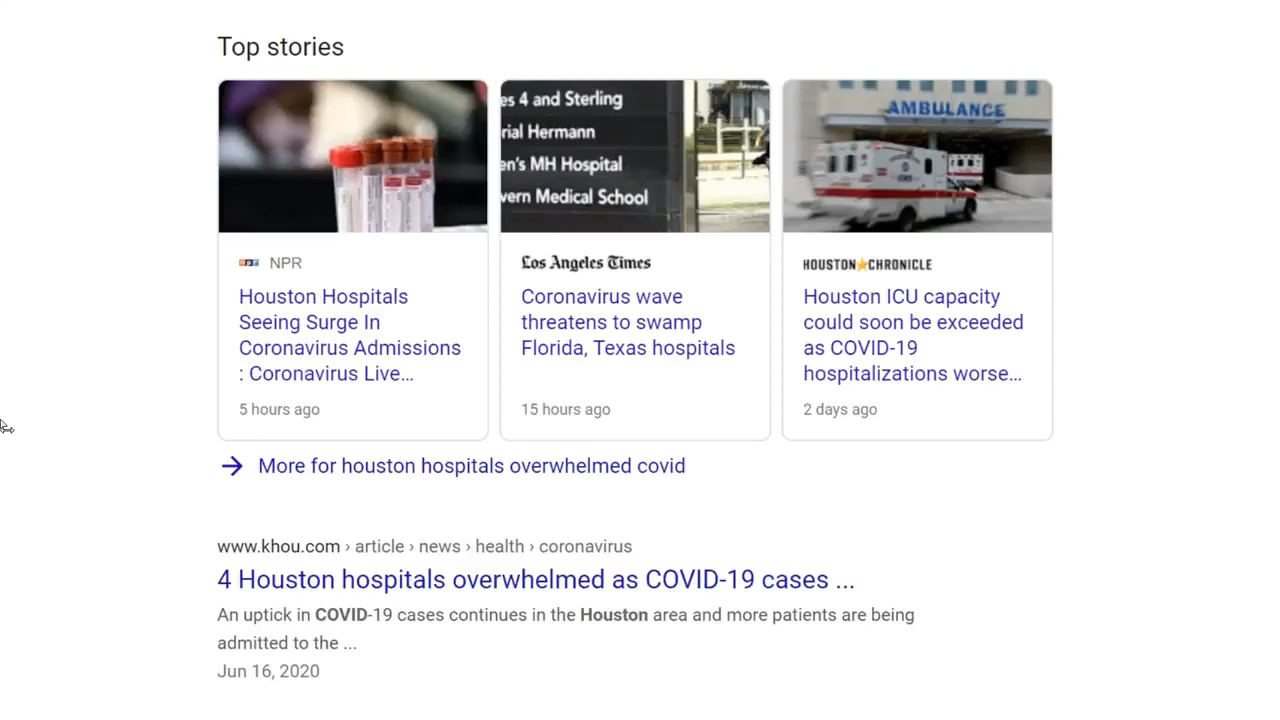 Top stories
es 4 and Sterling
rial Hermann
en's MH Hospital
vern Medical School
AMBULANCE
NPR
Houston Hospitals
Seeing Surge In
Coronavirus Admissions
: Coronavirus Live...
5 hours ago
Los Angeles Times
Coronavirus wave
threatens to swamp
Florida, Texas hospitals
15 hours ago
HOUSTON CHRONICLE
Houston ICU capacity
could soon be exceeded
as COVID-19
hospitalizations worse...
2 days ago
More for houston hospitals overwhelmed covid
www.khou.com › article › news › health › coronavirus
4 Houston hospitals overwhelmed as COVID-19 cases ...
An uptick in COVID-19 cases continues in the Houston area and more patients are being
admitted to the ...
Jun 16, 2020